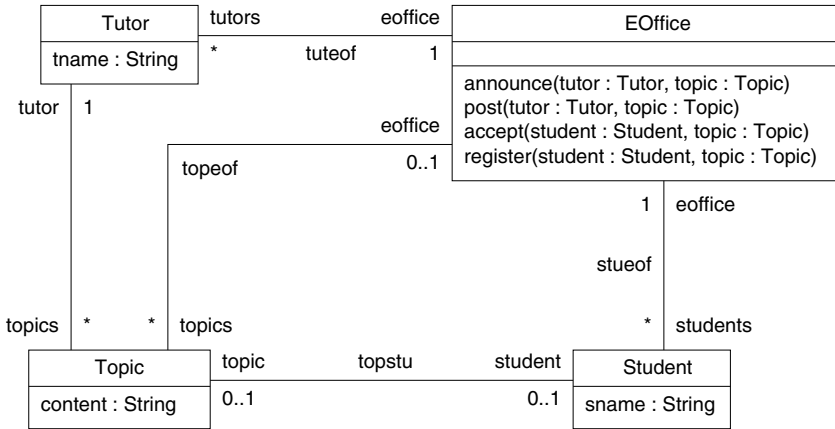 Tutor
tname : String
tutors
eoffice
*
tuteof
1
EOffice
announce(tutor : Tutor, topic : Topic)
post(tutor : Tutor, topic : Topic)
accept(student : Student, topic : Topic)
register(student : Student, topic : Topic)
tutor
1
eoffice
topeof
0..1
1
eoffice
stueof
topics
*
*
topics
*
students
Topic
content : String
topic
topstu
student
0..1
0..1
Student
sname : String